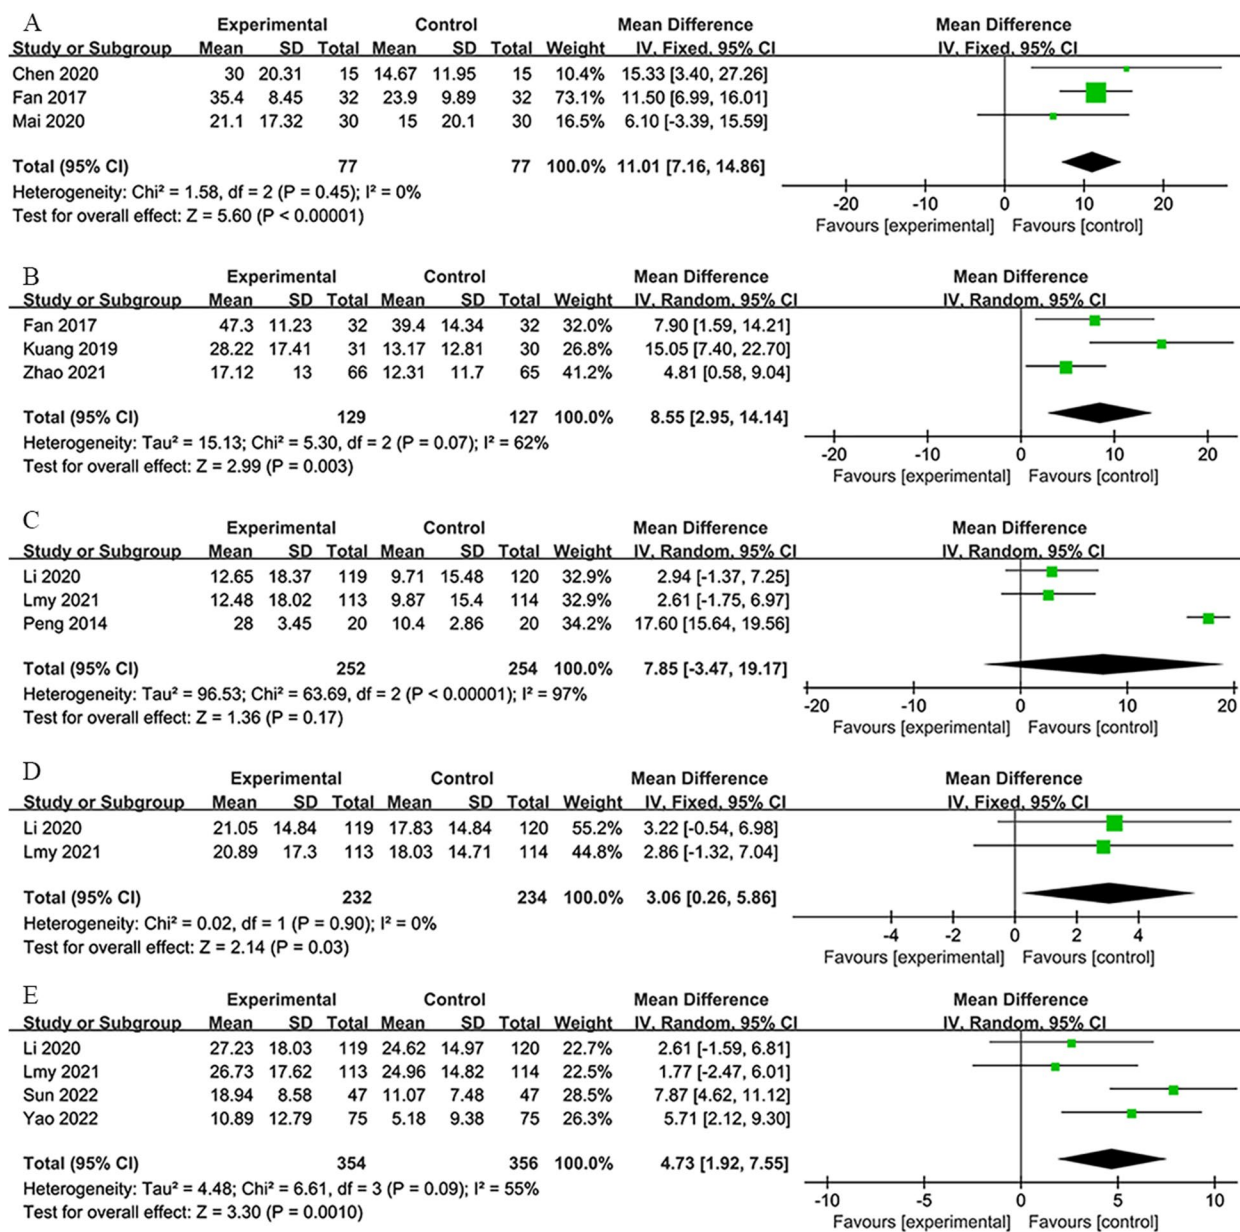 A
Experimental Control Mean Difference Mean Difference
Study or Subgroup Mean SD Total Mean SD Total Weight IV, Fixed, 95% CI IV, Fixed, 95% CI
Chen 2020 30 20.31 15 14.67 11.95 15 10.4% 15.33 [3.40, 27.26]
Fan 2017 35.4 8.45 32 23.9 9.89 32 73.1% 11.50 [6.99, 16.01]
Mai 2020 21.1 17.32 30 15 20.1 30 16.5% 6.10 [-3.39, 15.59]
Total (95% CI) 77 77 100.0% 11.01 [7.16, 14.86]
Heterogeneity: Chi² = 1.58, df = 2 (P = 0.45); I² = 0%
Test for overall effect: Z = 5.60 (P < 0.00001)
-20 -10 0 10 20
Favours [experimental] Favours [control]
B
Experimental Control Mean Difference Mean Difference
Study or Subgroup Mean SD Total Mean SD Total Weight IV, Random, 95% CI IV, Random, 95% CI
Fan 2017 47.3 11.23 32 39.4 14.34 32 32.0% 7.90 [1.59, 14.21]
Kuang 2019 28.22 17.41 31 13.17 12.81 30 26.8% 15.05 [7.40, 22.70]
Zhao 2021 17.12 13 66 12.31 11.7 65 41.2% 4.81 [0.58, 9.04]
Total (95% CI) 129 127 100.0% 8.55 [2.95, 14.14]
Heterogeneity: Tau² = 15.13; Chi² = 5.30, df = 2 (P = 0.07); I² = 62%
Test for overall effect: Z = 2.99 (P = 0.003)
-20 -10 0 10 20
Favours [experimental] Favours [control]
C
Experimental Control Mean Difference Mean Difference
Study or Subgroup Mean SD Total Mean SD Total Weight IV, Random, 95% CI IV, Random, 95% CI
Li 2020 12.65 18.37 119 9.71 15.48 120 32.9% 2.94 [-1.37, 7.25]
Lmy 2021 12.48 18.02 113 9.87 15.4 114 32.9% 2.61 [-1.75, 6.97]
Peng 2014 28 3.45 20 10.4 2.86 20 34.2% 17.60 [15.64, 19.56]
Total (95% CI) 252 254 100.0% 7.85 [-3.47, 19.17]
Heterogeneity: Tau² = 96.53; Chi² = 63.69, df = 2 (P < 0.00001); I² = 97%
Test for overall effect: Z = 1.36 (P = 0.17)
-20 -10 0 10 20
Favours [experimental] Favours [control]
D
Experimental Control Mean Difference Mean Difference
Study or Subgroup Mean SD Total Mean SD Total Weight IV, Fixed, 95% CI IV, Fixed, 95% CI
Li 2020 21.05 14.84 119 17.83 14.84 120 55.2% 3.22 [-0.54, 6.98]
Lmy 2021 20.89 17.3 113 18.03 14.71 114 44.8% 2.86 [-1.32, 7.04]
Total (95% CI) 232 234 100.0% 3.06 [0.26, 5.86]
Heterogeneity: Chi² = 0.02, df = 1 (P = 0.90); I² = 0%
Test for overall effect: Z = 2.14 (P = 0.03)
-4 -2 0 2 4
Favours [experimental] Favours [control]
E
Experimental Control Mean Difference Mean Difference
Study or Subgroup Mean SD Total Mean SD Total Weight IV, Random, 95% CI IV, Random, 95% CI
Li 2020 27.23 18.03 119 24.62 14.97 120 22.7% 2.61 [-1.59, 6.81]
Lmy 2021 26.73 17.62 113 24.96 14.82 114 22.5% 1.77 [-2.47, 6.01]
Sun 2022 18.94 8.58 47 11.07 7.48 47 28.5% 7.87 [4.62, 11.12]
Yao 2022 10.89 12.79 75 5.18 9.38 75 26.3% 5.71 [2.12, 9.30]
Total (95% CI) 354 356 100.0% 4.73 [1.92, 7.55]
Heterogeneity: Tau² = 4.48; Chi² = 6.61, df = 3 (P = 0.09); I² = 55%
Test for overall effect: Z = 3.30 (P = 0.0010)
-10 -5 0 5 10
Favours [experimental] Favours [control]